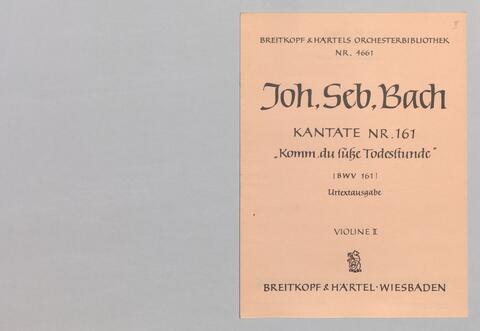 II
BREITKOPF & HÄRTELS ORCHESTERBIBLIOTHEK
NR. 4661
Joh. Seb. Bach
KANTATE NR. 161
„Komm, du süße Todesstunde"
(BWV 161)
Urtextausgabe
VIOLINE II
BREITKOPF & HÄRTEL · WIESBADEN